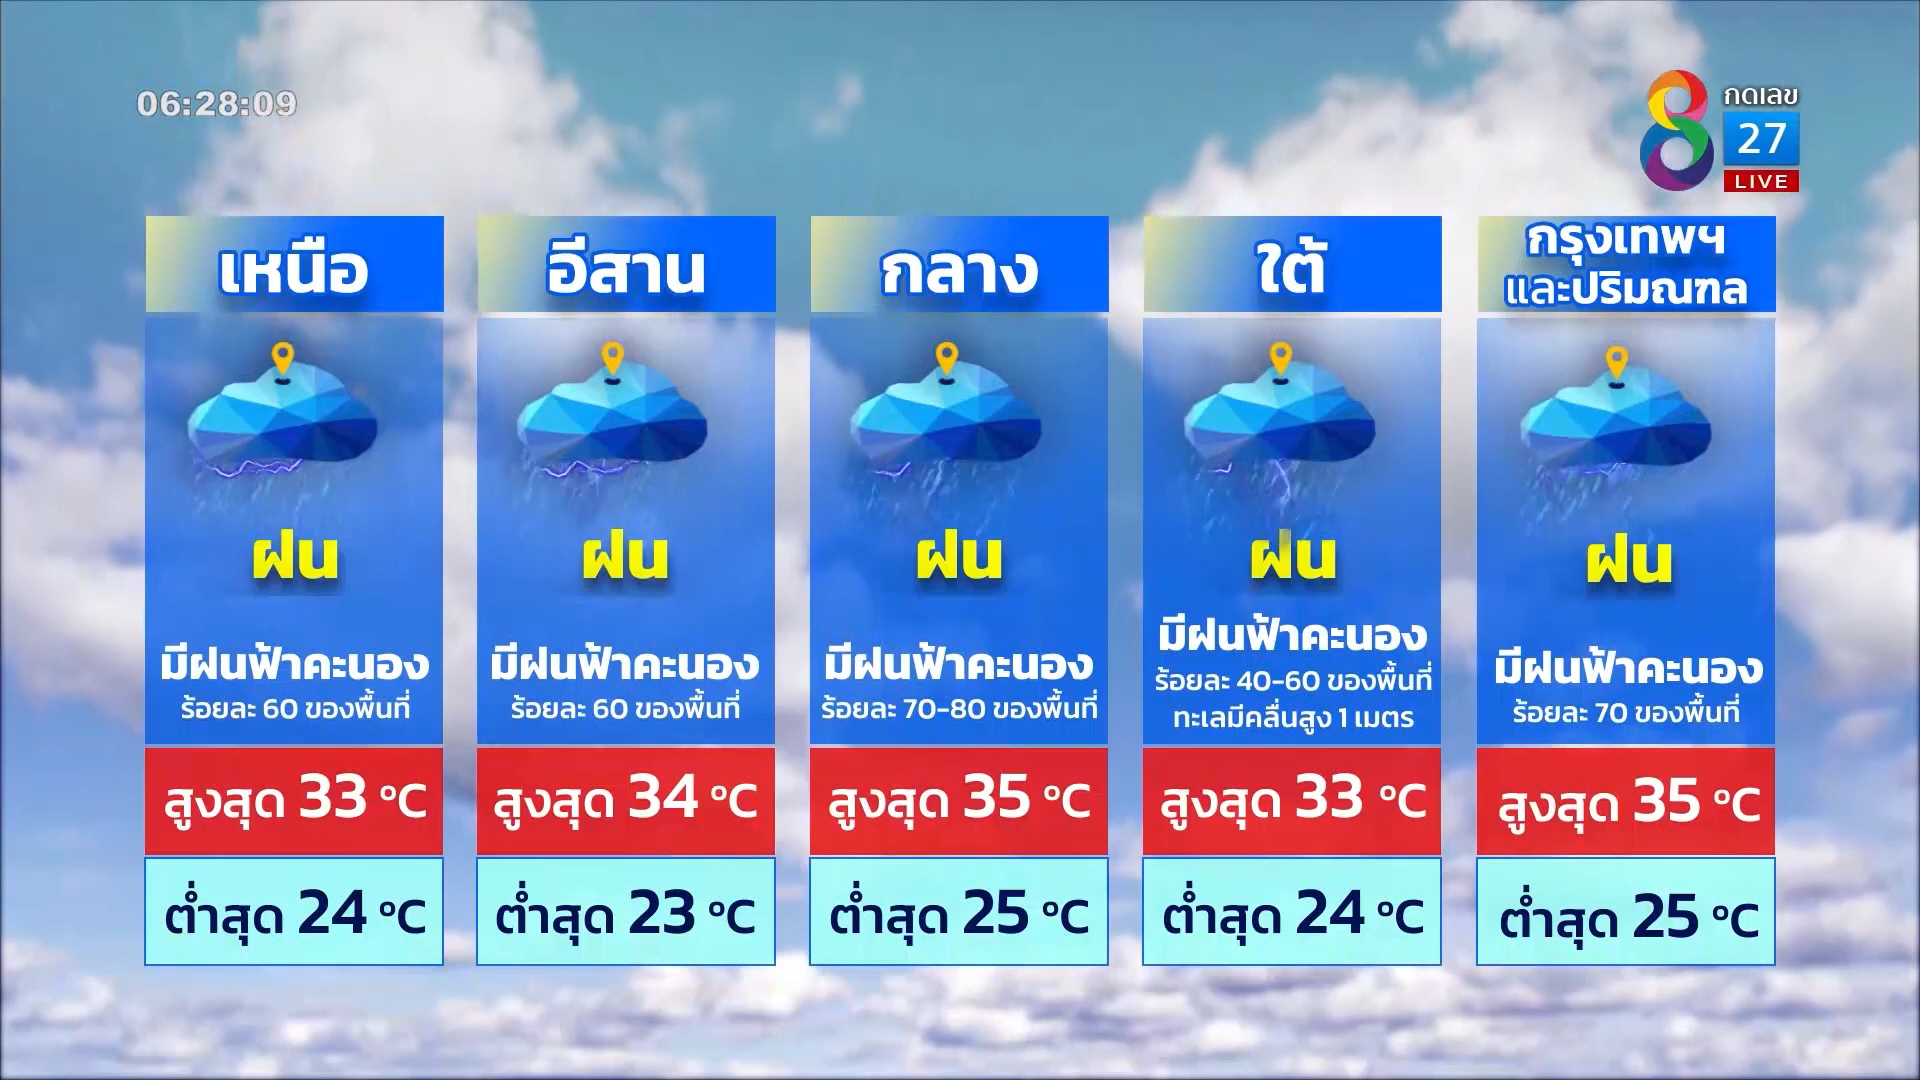 06:28:09
กดเลข
8
27
LIVE
เหนือ
ฝน
มีฝนฟ้าคะนอง
ร้อยละ 60 ของพื้นที่
สูงสุด 33 °C
ต่ำสุด 24 °C
อีสาน
ฝน
มีฝนฟ้าคะนอง
ร้อยละ 60 ของพื้นที่
สูงสุด 34 °C
ต่ำสุด 23 °C
กลาง
ฝน
มีฝนฟ้าคะนอง
ร้อยละ 70-80 ของพื้นที่
สูงสุด 35 °C
ต่ำสุด 25 °C
ใต้
ฝน
มีฝนฟ้าคะนอง
ร้อยละ 40-60 ของพื้นที่
ทะเลมีคลื่นสูง 1 เมตร
สูงสุด 33 °C
ต่ำสุด 24 °C
กรุงเทพฯ
และปริมณฑล
ฝน
มีฝนฟ้าคะนอง
ร้อยละ 70 ของพื้นที่
สูงสุด 35 °C
ต่ำสุด 25 °C